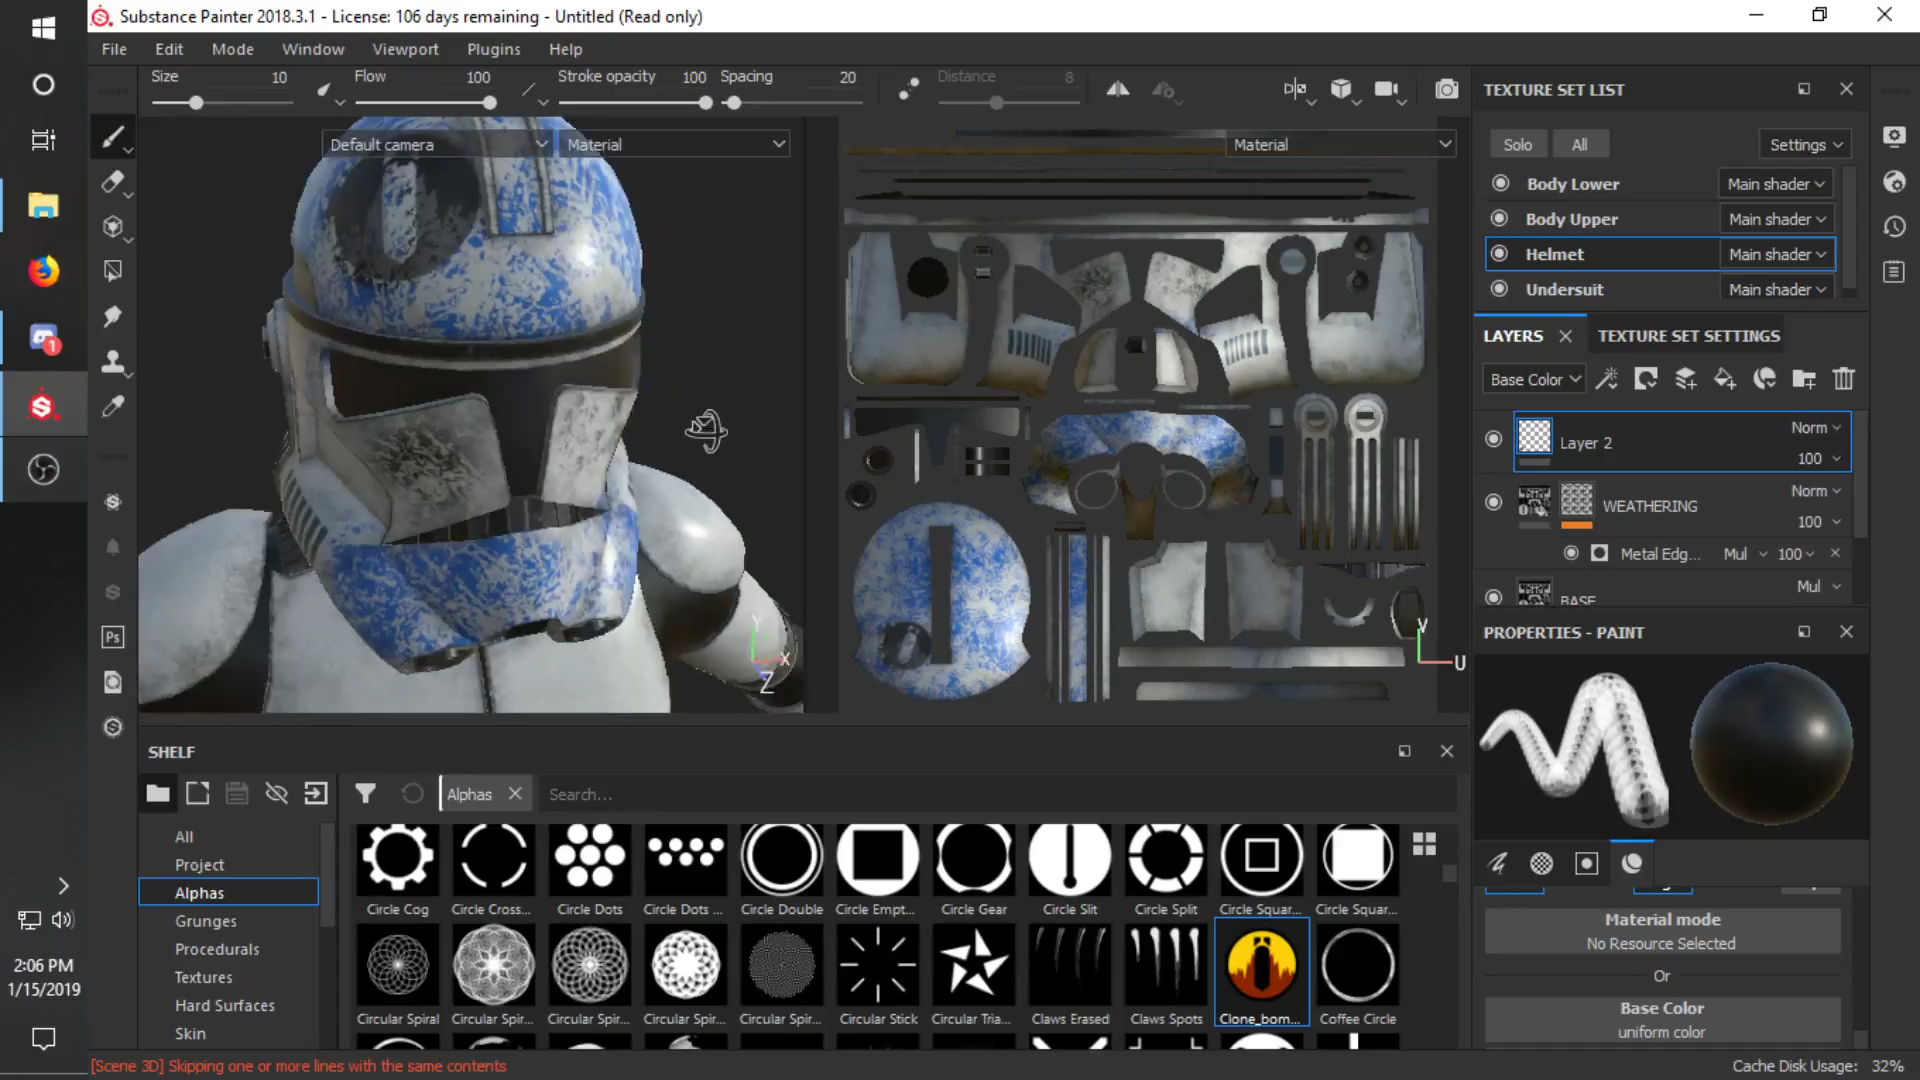 Substance Painter 2018.3.1 - License: 106 days remaining - Untitled (Read only)
File Edit Mode Window Viewport Plugins Help
Size 10 Flow 100 Stroke opacity 100 Spacing 20 Distance 8
Default camera Material Material
TEXTURE SET LIST
Solo All Settings
Body Lower Main shader
Body Upper Main shader
Helmet Main shader
Undersuit Main shader
LAYERS TEXTURE SET SETTINGS
Base Color
Layer 2 Norm 100
WEATHERING Norm 100
Metal Edg... Mul 100
BASE Mul
PROPERTIES - PAINT
Material mode
No Resource Selected
Or
Base Color
uniform color
Y X Z
V U
Ps
1
SHELF
Alphas Search...
All
Project
Alphas
Grunges
Procedurals
Textures
Hard Surfaces
Skin
Circle Cog Circle Cross... Circle Dots Circle Dots ... Circle Double Circle Empt... Circle Gear Circle Slit Circle Split Circle Squar... Circle Squar...
Circular Spiral Circular Spir... Circular Spir... Circular Spir... Circular Spir... Circular Stick Circular Tria... Claws Erased Claws Spots Clone_bom... Coffee Circle
2:06 PM
1/15/2019
[Scene 3D] Skipping one or more lines with the same contents
Cache Disk Usage: 32%